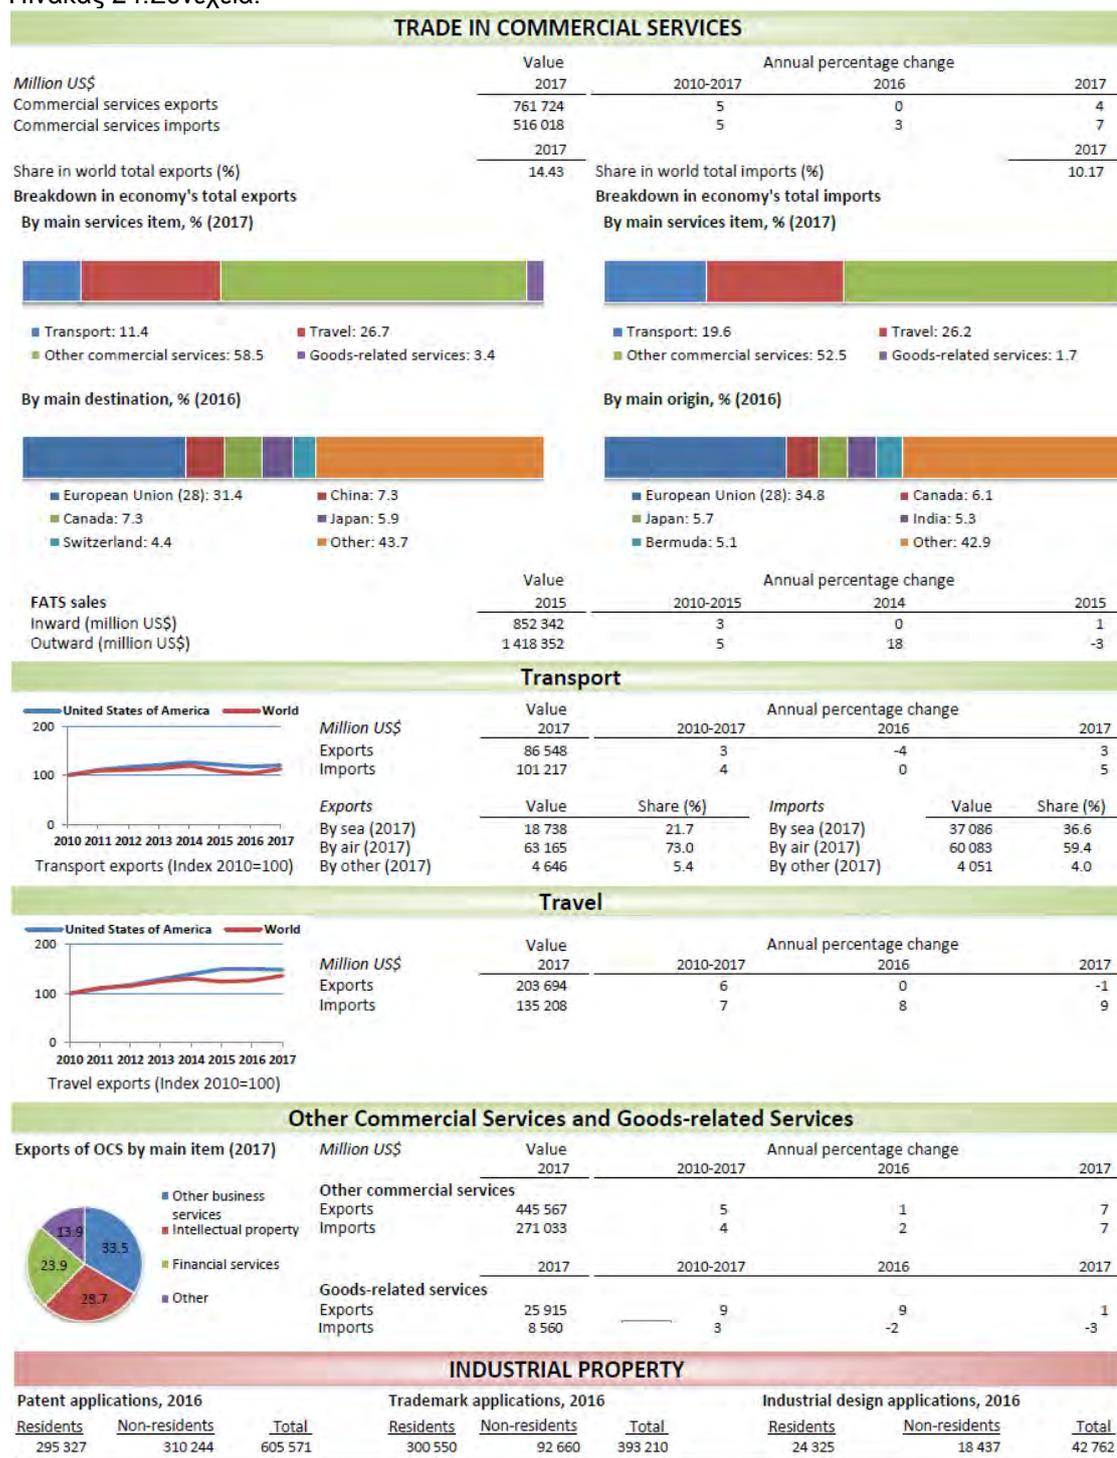 Πίνακας 24.Συνέχεια.
TRADE IN COMMERCIAL SERVICES
Value Annual percentage change
Million US$ 2017 2010-2017 2016 2017
Commercial services exports 761 724 5 0 4
Commercial services imports 516 018 5 3 7
2017 2017
Share in world total exports (%) 14.43 Share in world total imports (%) 10.17
Breakdown in economy's total exports Breakdown in economy's total imports
By main services item, % (2017) By main services item, % (2017)
Transport: 11.4 Travel: 26.7 Transport: 19.6 Travel: 26.2
Other commercial services: 58.5 Goods-related services: 3.4 Other commercial services: 52.5 Goods-related services: 1.7
By main destination, % (2016) By main origin, % (2016)
European Union (28): 31.4 China: 7.3 European Union (28): 34.8 Canada: 6.1
Canada: 7.3 Japan: 5.9 Japan: 5.7 India: 5.3
Switzerland: 4.4 Other: 43.7 Bermuda: 5.1 Other: 42.9
Value Annual percentage change
FATS sales 2015 2010-2015 2014 2015
Inward (million US$) 852 342 3 0 1
Outward (million US$) 1 418 352 5 18 -3
Transport
United States of America World
200
100
0
2010 2011 2012 2013 2014 2015 2016 2017
Transport exports (Index 2010=100)
Value Annual percentage change
Million US$ 2017 2010-2017 2016 2017
Exports 86 548 3 -4 3
Imports 101 217 4 0 5
Exports Value Share (%) Imports Value Share (%)
By sea (2017) 18 738 21.7 By sea (2017) 37 086 36.6
By air (2017) 63 165 73.0 By air (2017) 60 083 59.4
By other (2017) 4 646 5.4 By other (2017) 4 051 4.0
Travel
United States of America World
200
100
0
2010 2011 2012 2013 2014 2015 2016 2017
Travel exports (Index 2010=100)
Value Annual percentage change
Million US$ 2017 2010-2017 2016 2017
Exports 203 694 6 0 -1
Imports 135 208 7 8 9
Other Commercial Services and Goods-related Services
Exports of OCS by main item (2017)
13.9
33.5
23.9
28.7
Other business
services
Intellectual property
Financial services
Other
Million US$ Value Annual percentage change
2017 2010-2017 2016 2017
Other commercial services
Exports 445 567 5 1 7
Imports 271 033 4 2 7
2017 2010-2017 2016 2017
Goods-related services
Exports 25 915 9 9 1
Imports 8 560 3 -2 -3
INDUSTRIAL PROPERTY
Patent applications, 2016 Trademark applications, 2016 Industrial design applications, 2016
Residents Non-residents Total Residents Non-residents Total Residents Non-residents Total
295 327 310 244 605 571 300 550 92 660 393 210 24 325 18 437 42 762